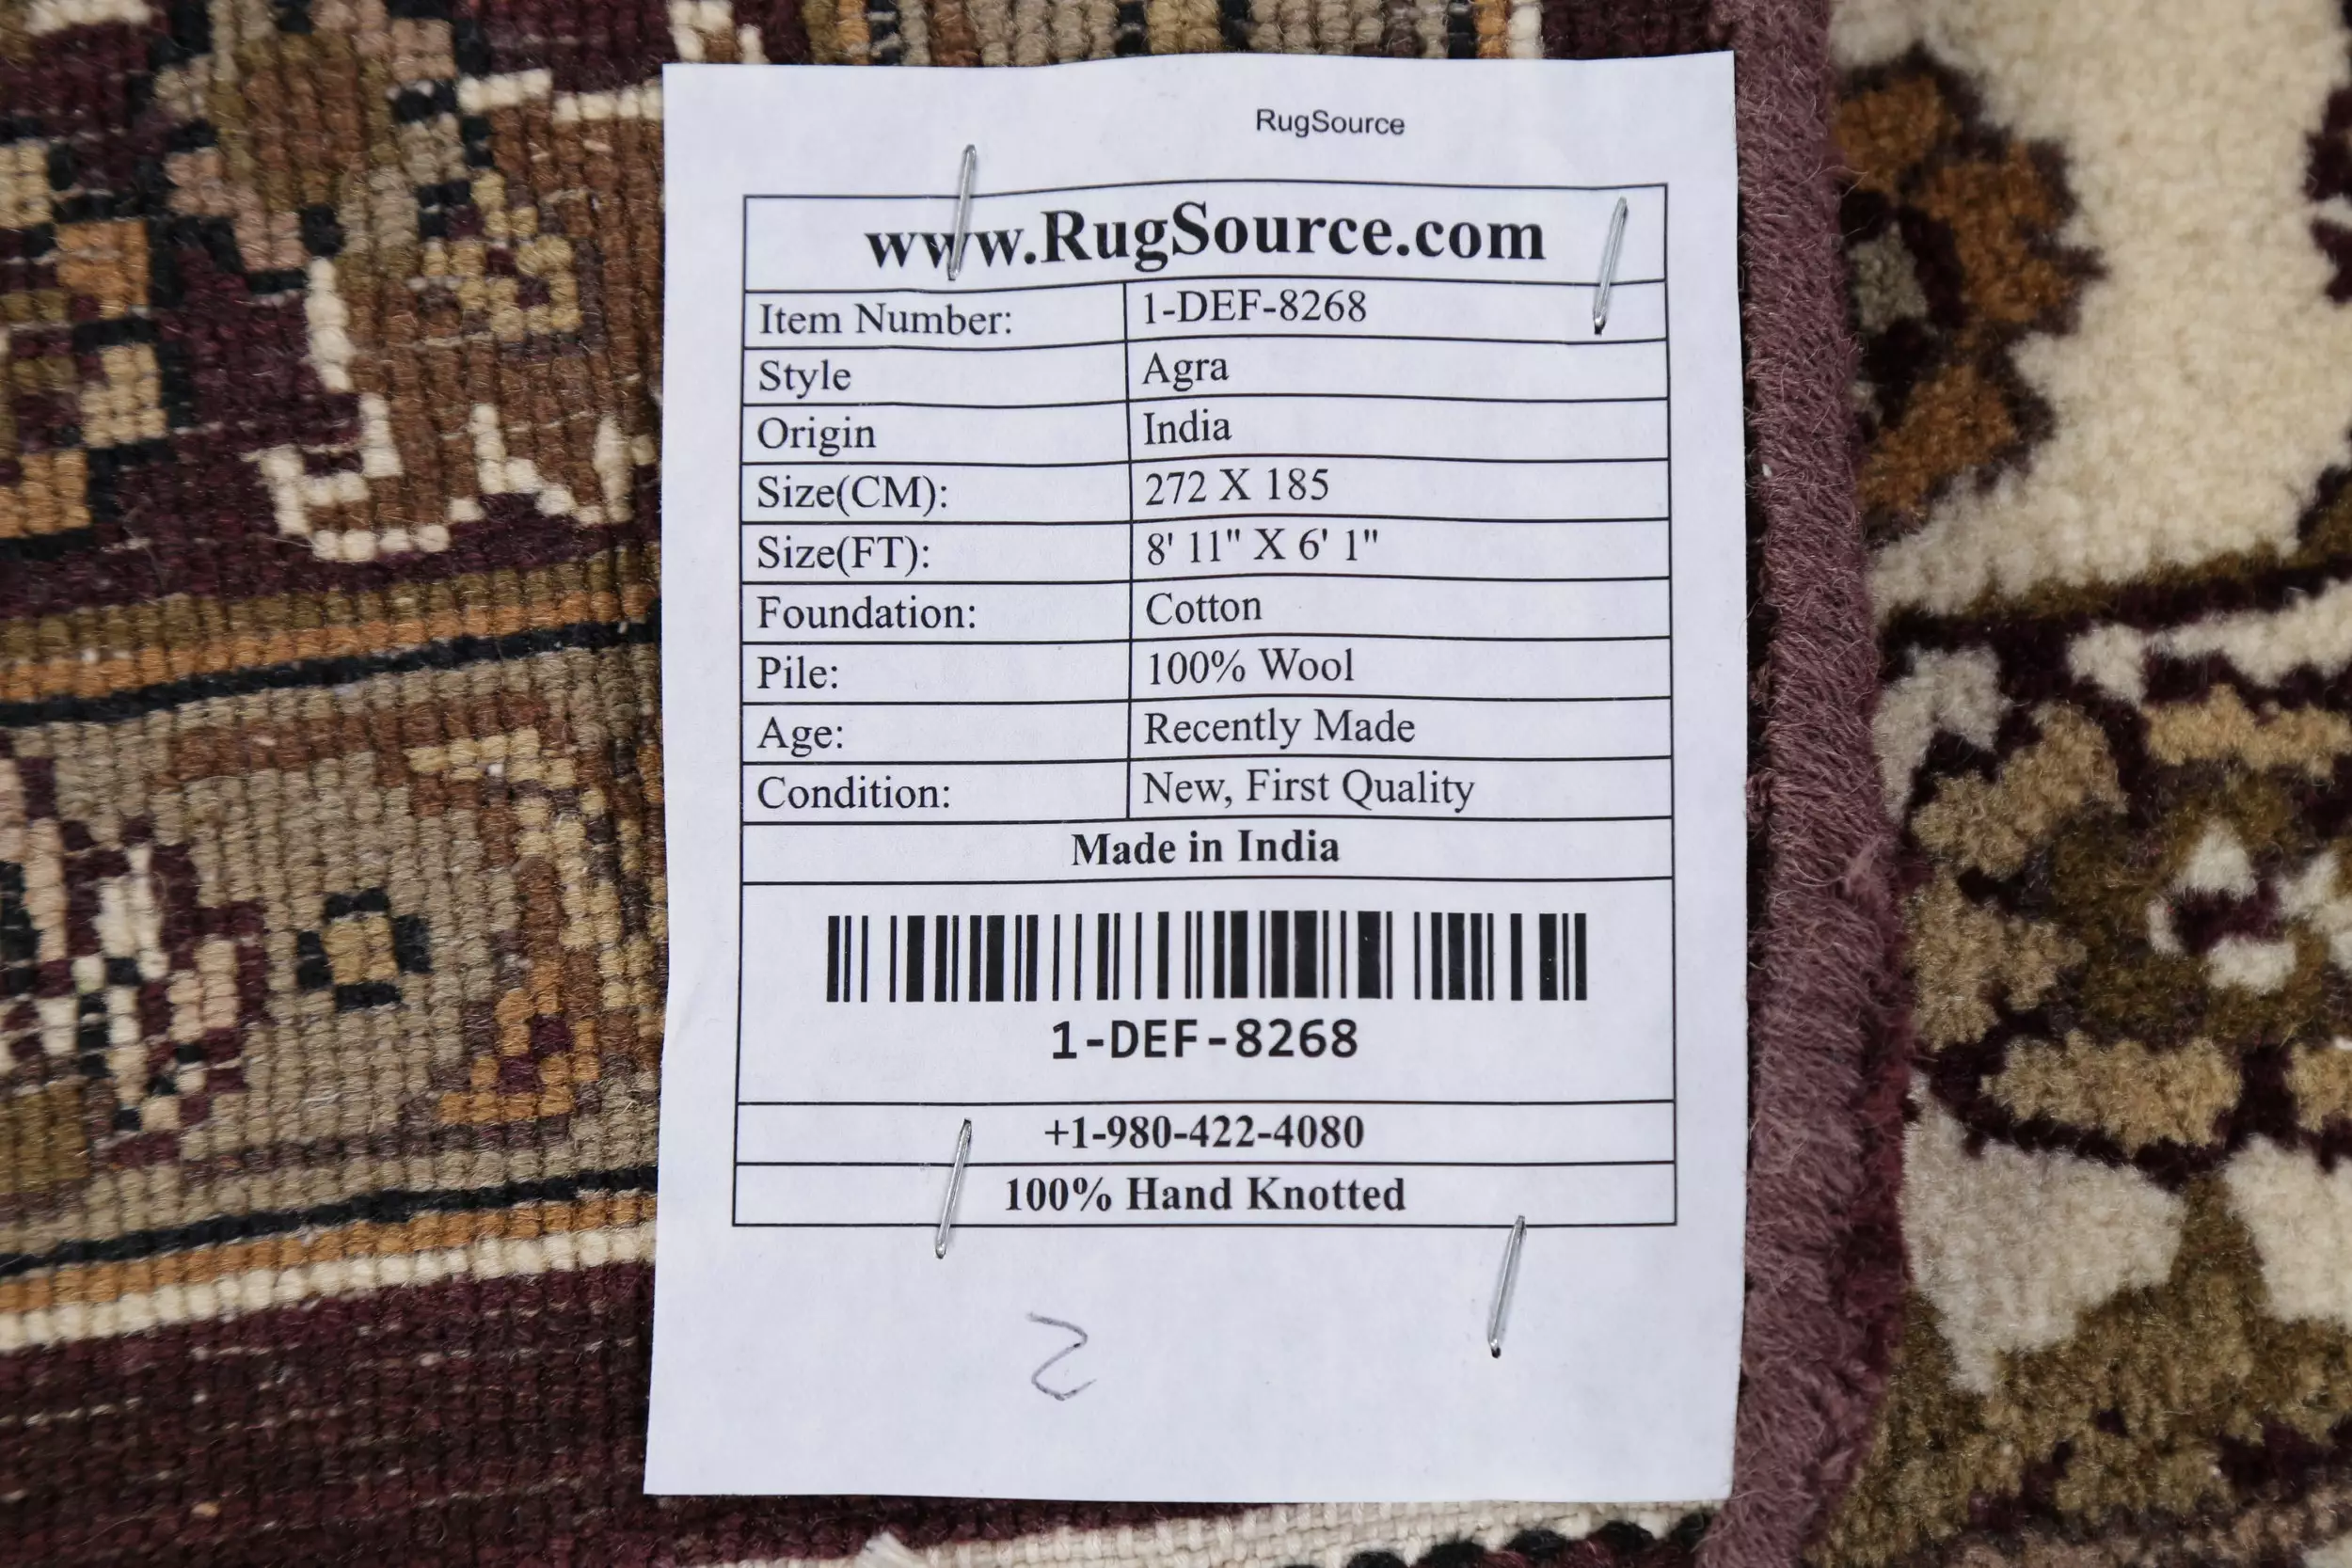 RugSource
www.RugSource.com
Item Number: 1-DEF-8268
Style Agra
Origin India
Size(CM): 272 X 185
Size(FT): 8' 11" X 6' 1"
Foundation: Cotton
Pile: 100% Wool
Age: Recently Made
Condition: New, First Quality
Made in India
1-DEF-8268
+1-980-422-4080
100% Hand Knotted
2